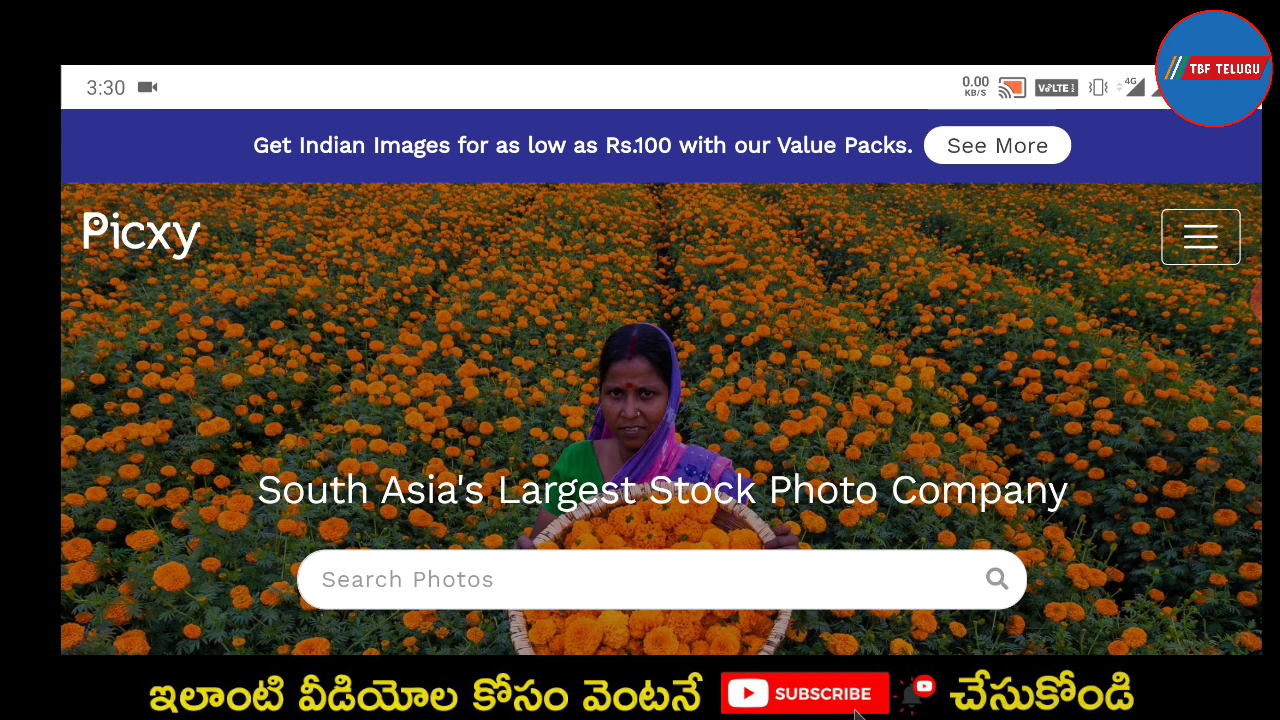 TBF TELUGU
3:30 0.00 KB/S VoLTE 4G
Get Indian Images for as low as Rs.100 with our Value Packs. See More
Picxy
South Asia's Largest Stock Photo Company
Search Photos
ఇలాంటి వీడియోల కోసం వెంటనే SUBSCRIBE చేసుకోండి